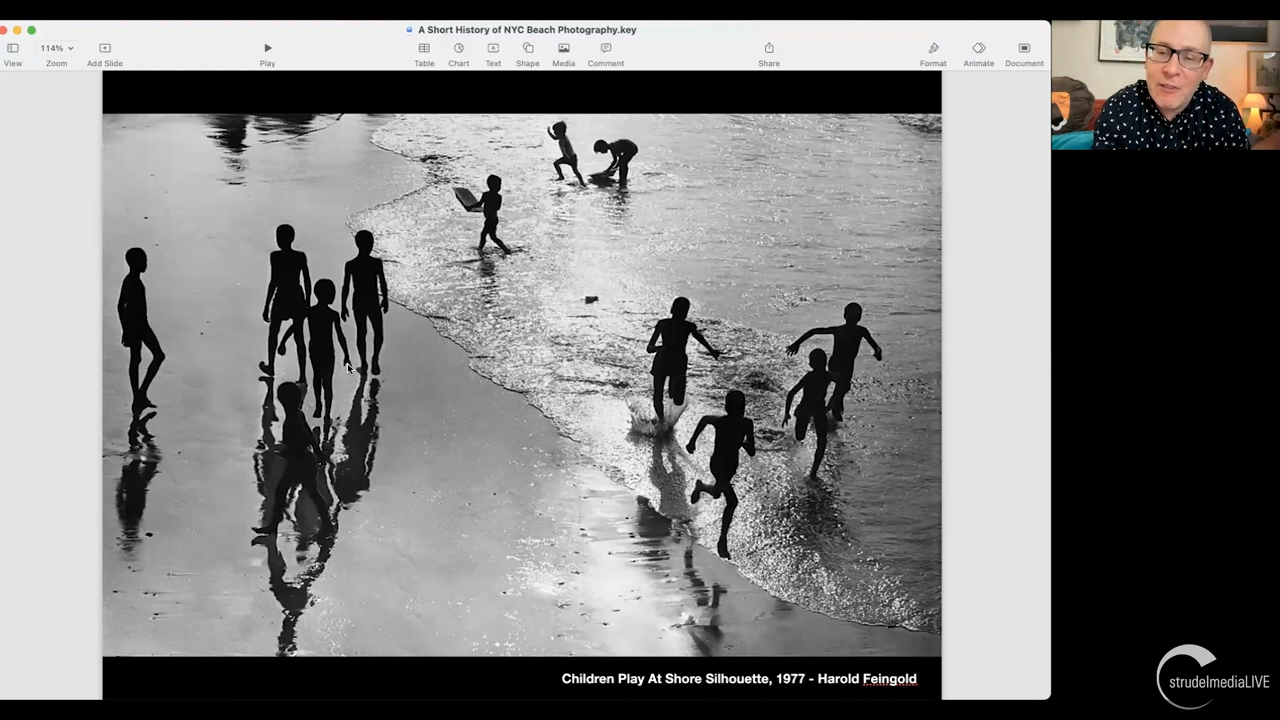 A Short History of NYC Beach Photography.key
114%
View
Zoom
Add Slide
Play
Table
Chart
Text
Shape
Media
Comment
Share
Format
Animate
Document
Children Play At Shore Silhouette, 1977 - Harold Feingold
strudelmediaLIVE